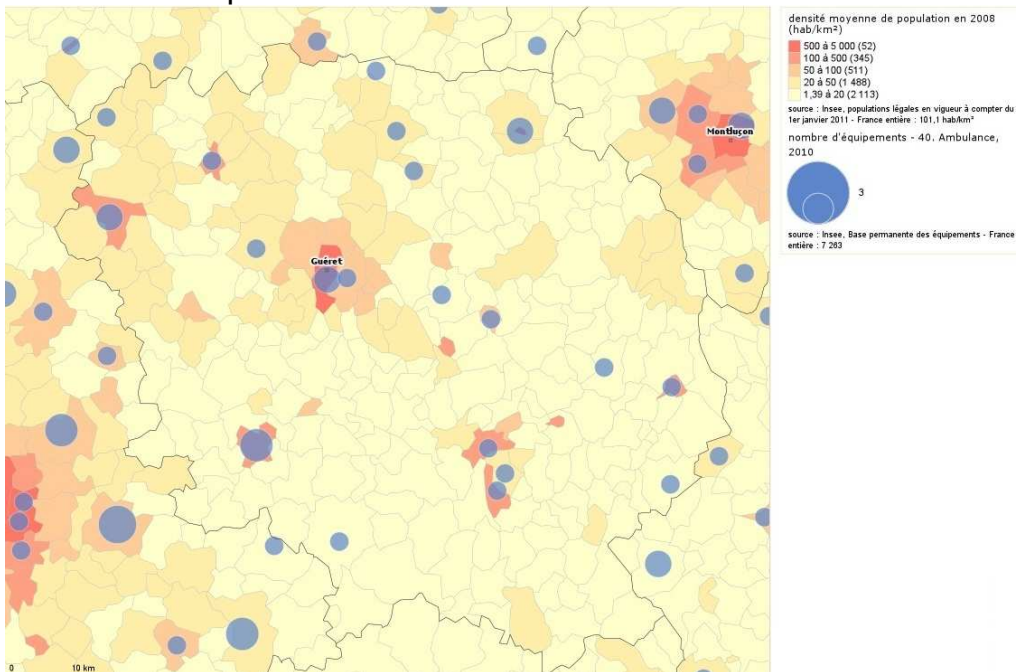 densité moyenne de population en 2008
(hab/km²)
500 à 5 000 (52)
100 à 500 (345)
50 à 100 (511)
20 à 50 (1 488)
1,39 à 20 (2 113)
source : Insee, populations légales en vigueur à compter du
1er janvier 2011 - France entière : 101,1 hab/km²
nombre d'équipements - 40. Ambulance,
2010
3
source : Insee, Base permanente des équipements - France
entière : 7 263
Montluçon
Guéret
0 10 km